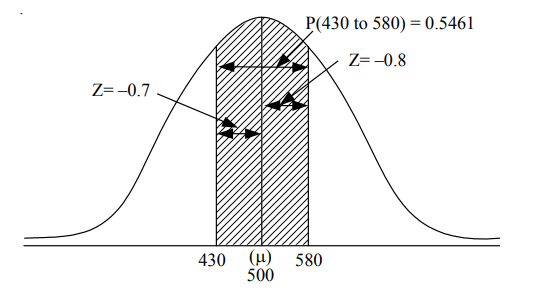 P(430 to 580) = 0.5461
Z= –0.8
Z= –0.7
430 (μ) 580
500